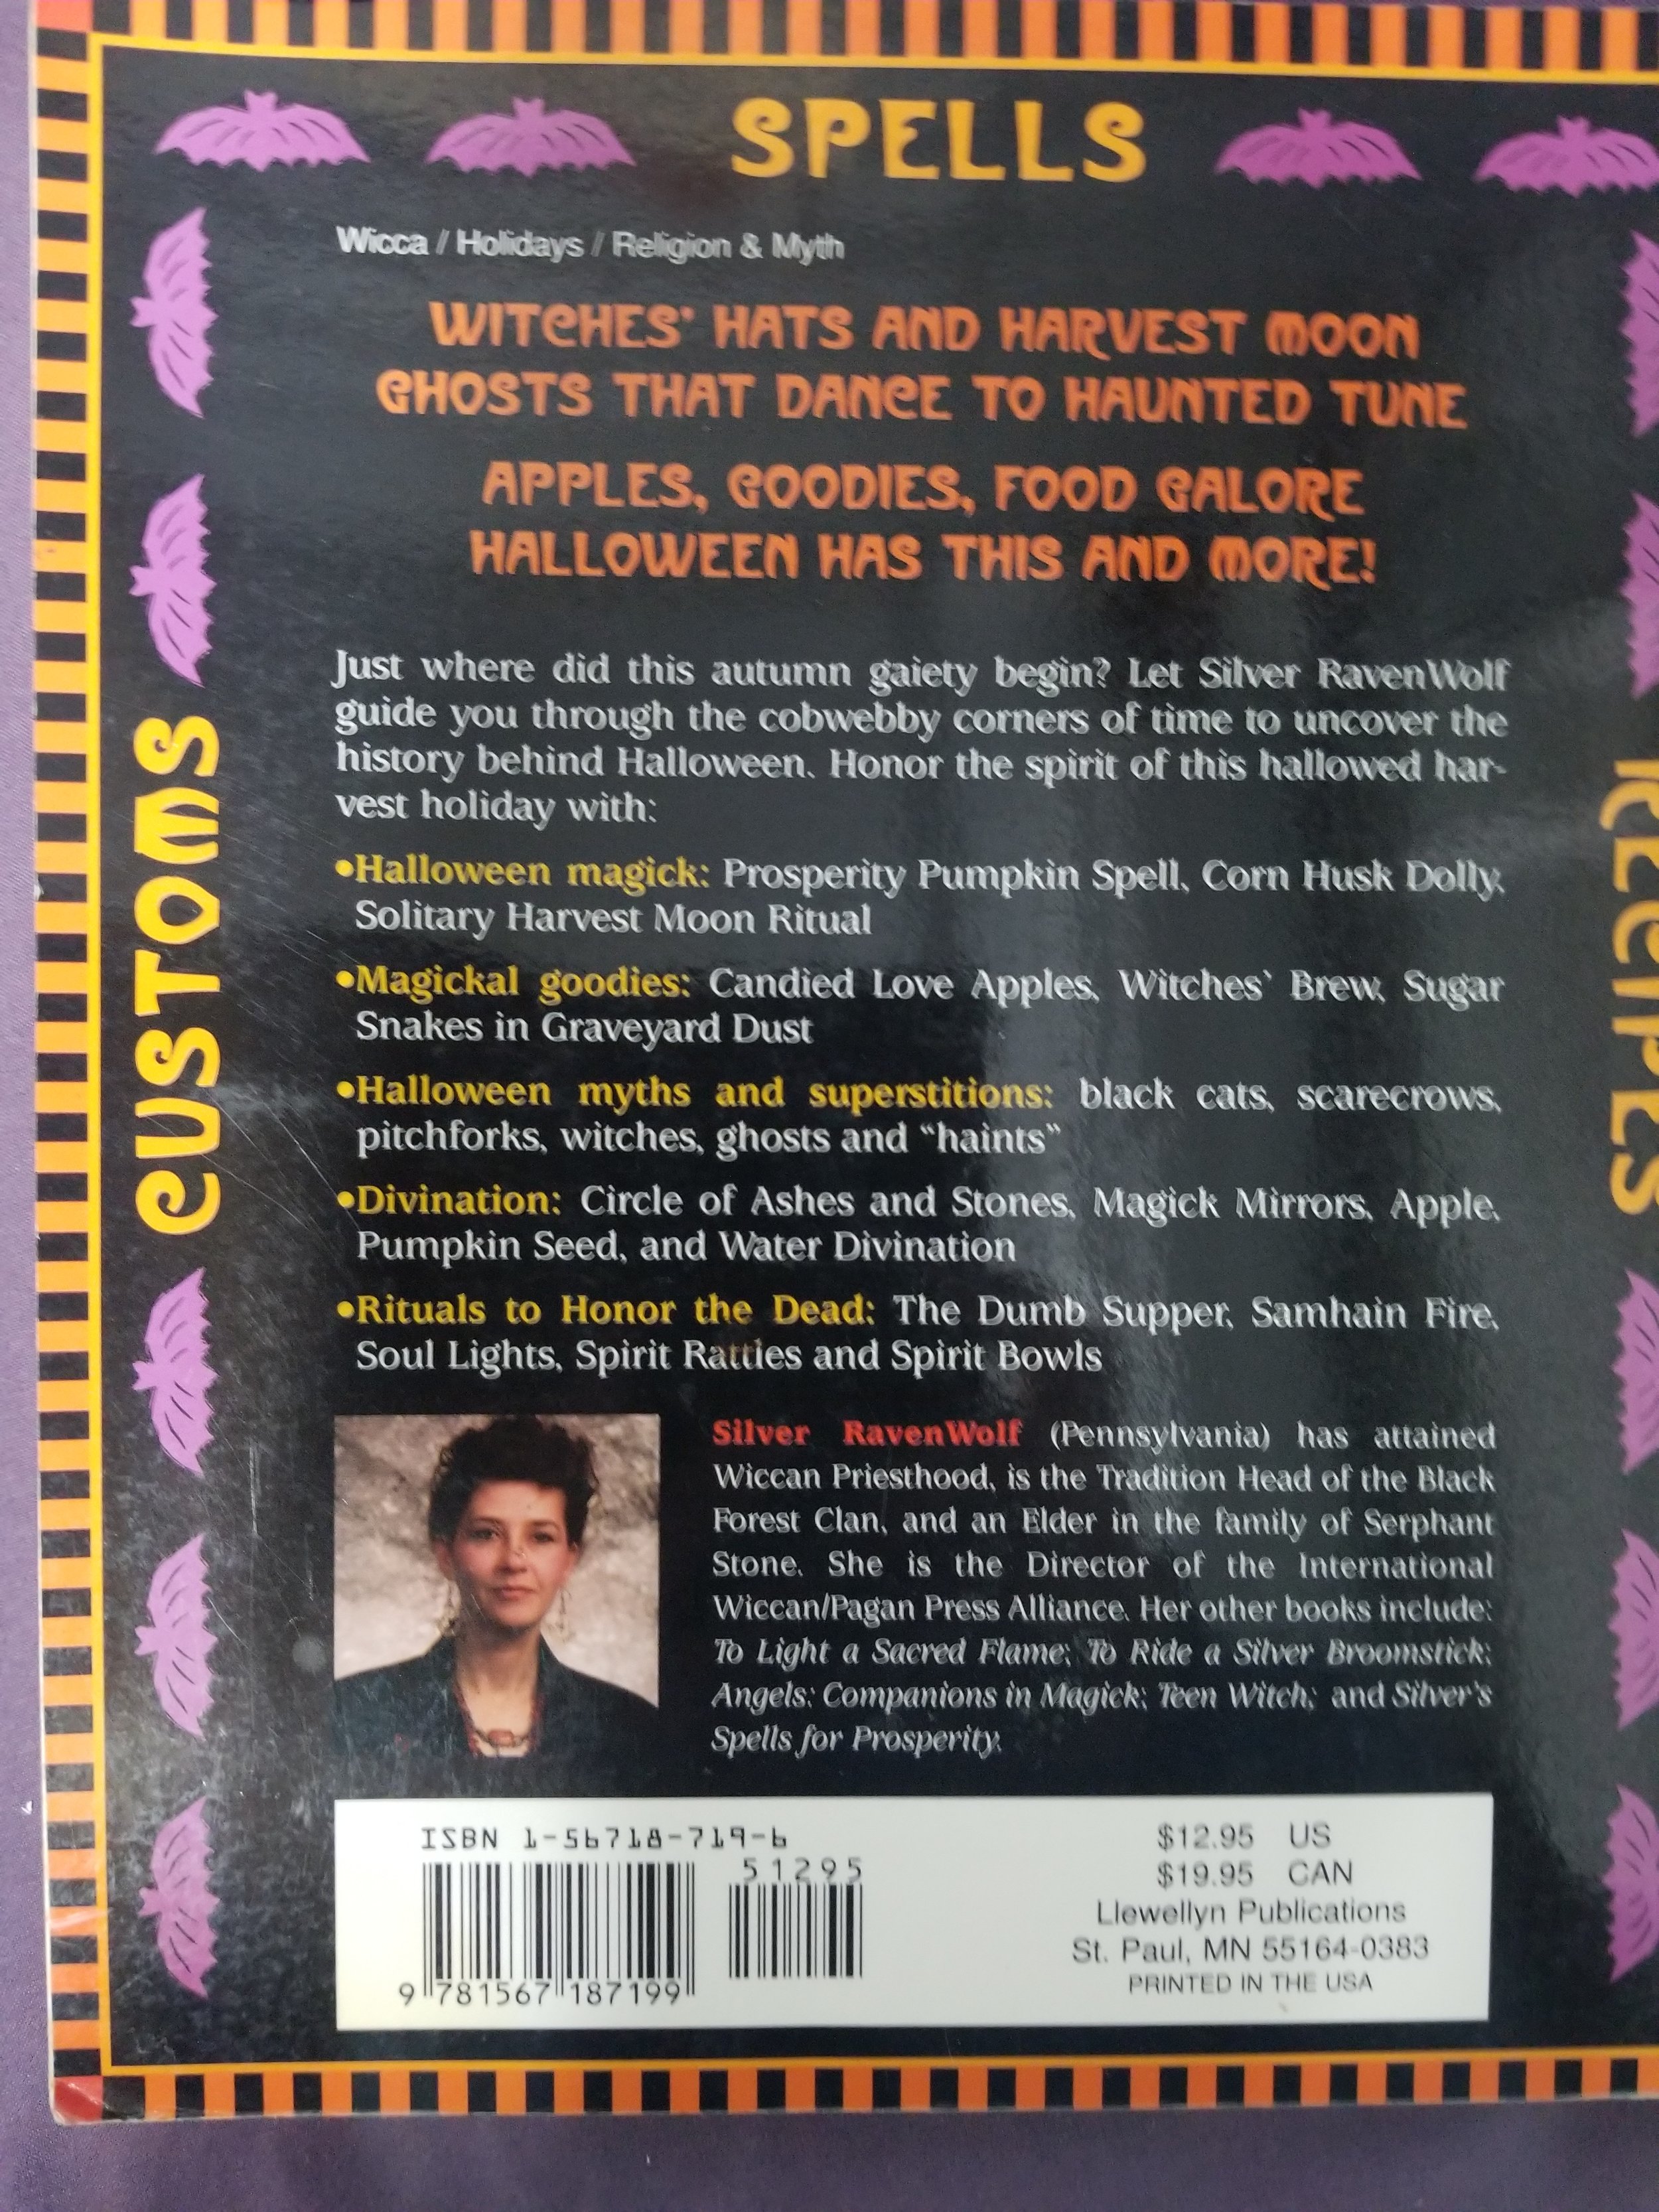 SPELLS
Wicca / Holidays / Religion & Myth
WITCHES' HATS AND HARVEST MOON
GHOSTS THAT DANCE TO HAUNTED TUNE
APPLES, GOODIES, FOOD GALORE
HALLOWEEN HAS THIS AND MORE!
Just where did this autumn gaiety begin? Let Silver RavenWolf
guide you through the cobwebby corners of time to uncover the
history behind Halloween. Honor the spirit of this hallowed har-
vest holiday with:
•Halloween magick: Prosperity Pumpkin Spell, Corn Husk Dolly,
Solitary Harvest Moon Ritual
•Magickal goodies: Candied Love Apples, Witches' Brew, Sugar
Snakes in Graveyard Dust
•Halloween myths and superstitions: black cats, scarecrows,
pitchforks, witches, ghosts and “haints”
•Divination: Circle of Ashes and Stones, Magick Mirrors, Apple,
Pumpkin Seed, and Water Divination
•Rituals to Honor the Dead: The Dumb Supper, Samhain Fire,
Soul Lights, Spirit Rattles and Spirit Bowls
Silver RavenWolf (Pennsylvania) has attained
Wiccan Priesthood, is the Tradition Head of the Black
Forest Clan, and an Elder in the family of Serphant
Stone. She is the Director of the International
Wiccan/Pagan Press Alliance. Her other books include:
To Light a Sacred Flame; To Ride a Silver Broomstick;
Angels: Companions in Magick; Teen Witch; and Silver's
Spells for Prosperity.
CUSTOMS
RECIPES
ISBN 1-56718-719-6
51295
9 781567 187199
$12.95 US
$19.95 CAN
Llewellyn Publications
St. Paul, MN 55164-0383
PRINTED IN THE USA